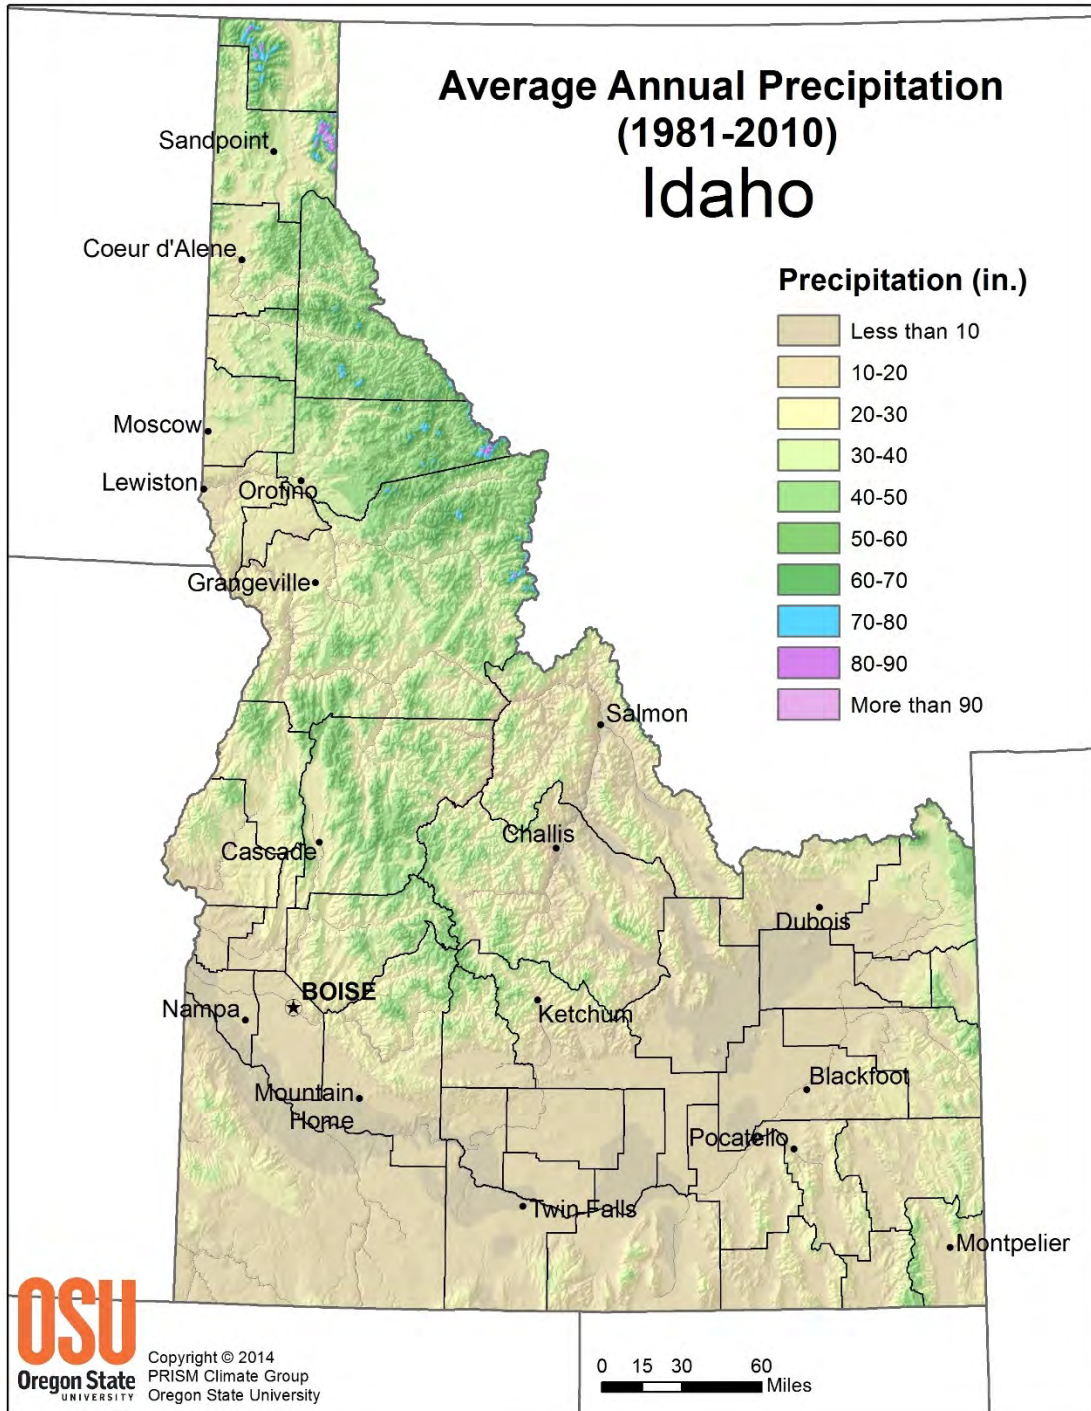 Average Annual Precipitation
(1981-2010)
Idaho
Sandpoint
Coeur d'Alene
Precipitation (in.)
Less than 10
10-20
20-30
30-40
40-50
50-60
60-70
70-80
80-90
More than 90
Moscow
Lewiston
Orofino
Grangeville
Salmon
Challis
Cascade
Dubois
BOISE
Nampa
Ketchum
Blackfoot
Mountain
Home
Pocatello
Twin Falls
Montpelier
OSU
Oregon State
UNIVERSITY
Copyright © 2014
PRISM Climate Group
Oregon State University
0 15 30 60
Miles